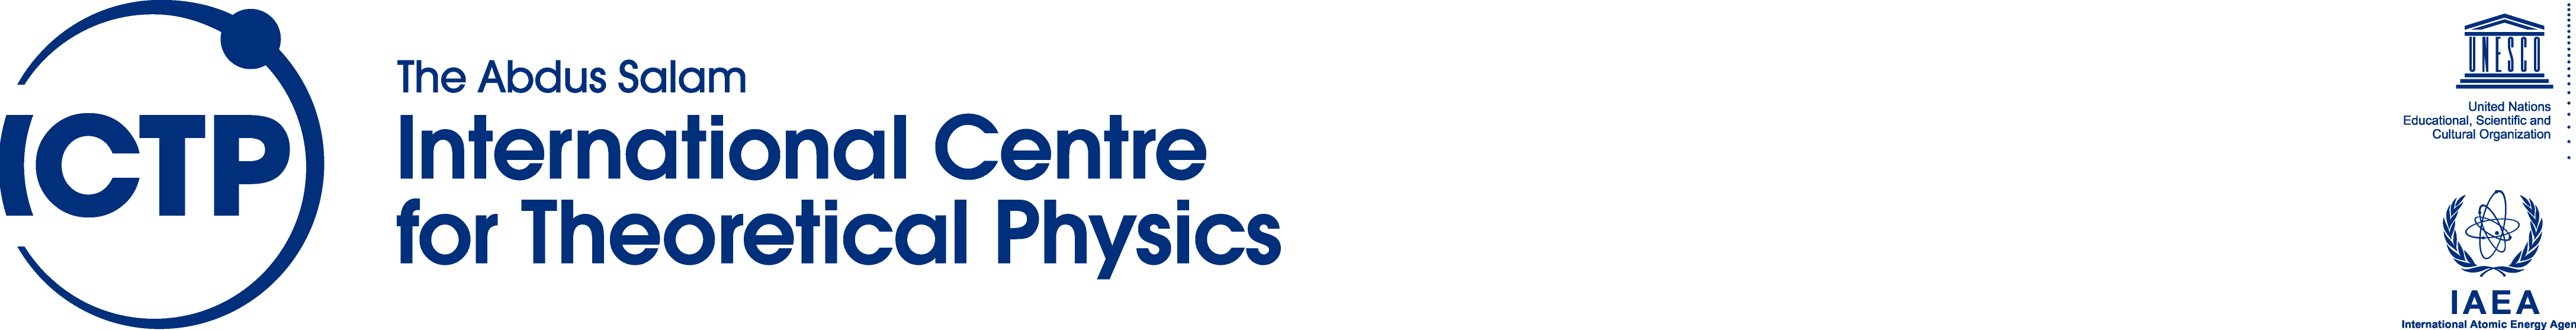 ICTP
The Abdus Salam
International Centre
for Theoretical Physics
UNESCO
United Nations
Educational, Scientific and
Cultural Organization
IAEA
International Atomic Energy Agen